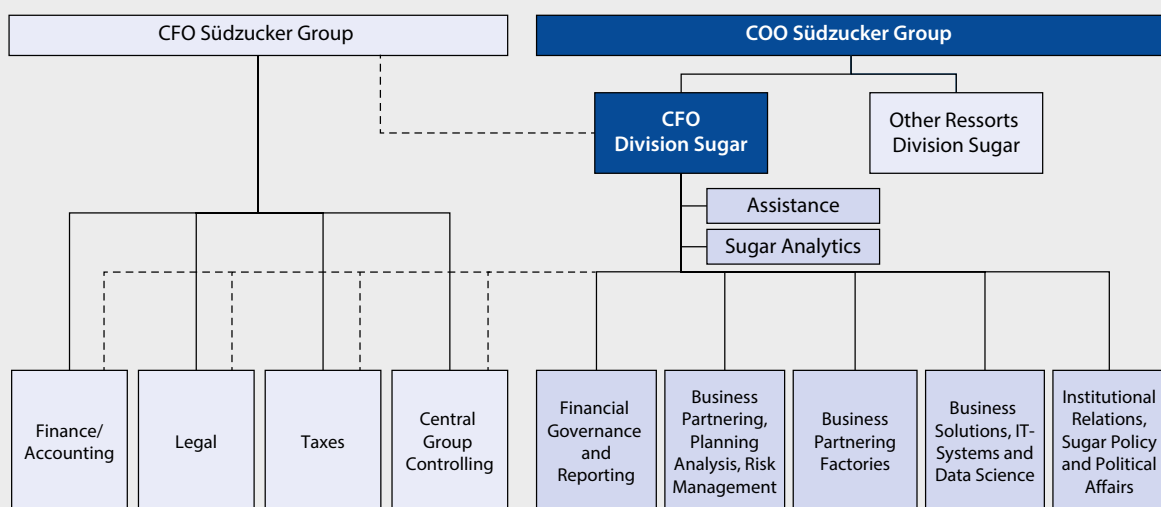 CFO Südzucker Group
COO Südzucker Group
CFO
Division Sugar
Other Ressorts
Division Sugar
Assistance
Sugar Analytics
Finance/
Accounting
Legal
Taxes
Central
Group
Controlling
Financial
Governance
and
Reporting
Business
Partnering,
Planning
Analysis, Risk
Management
Business
Partnering
Factories
Business
Solutions, IT-
Systems and
Data Science
Institutional
Relations,
Sugar Policy
and Political
Affairs